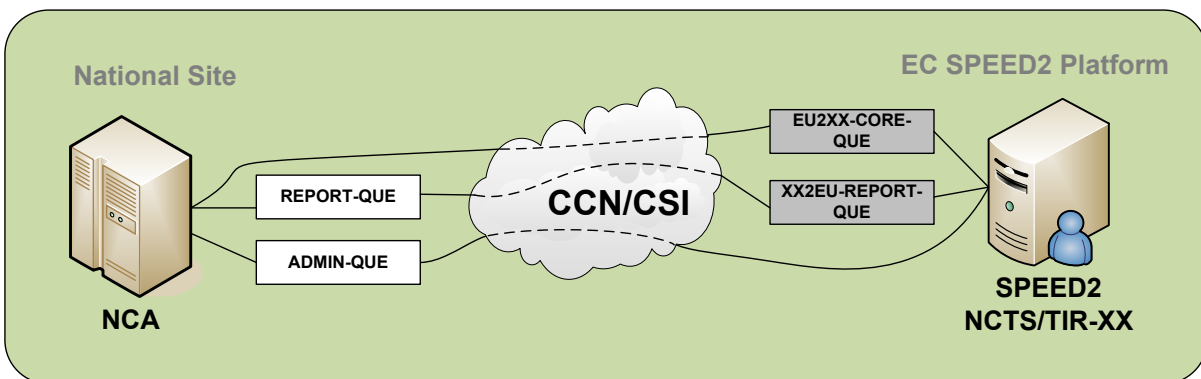 National Site
EC SPEED2 Platform
EU2XX-CORE-
QUE
REPORT-QUE
CCN/CSI
XX2EU-REPORT-
QUE
ADMIN-QUE
NCA
SPEED2
NCTS/TIR-XX